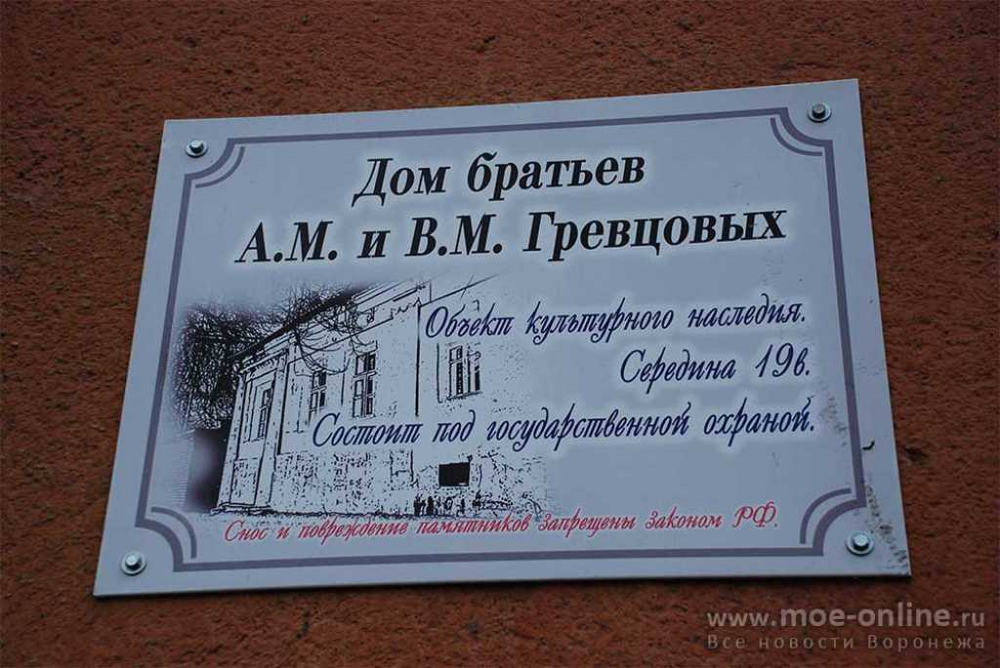 Дом братьев
А.М. и В.М. Гревцовых
Объект культурного наследия.
Середина 19в.
Состоит под государственной охраной.
Снос и повреждение памятников запрещены законом РФ.
www.moe-online.ru
Все новости Воронежа